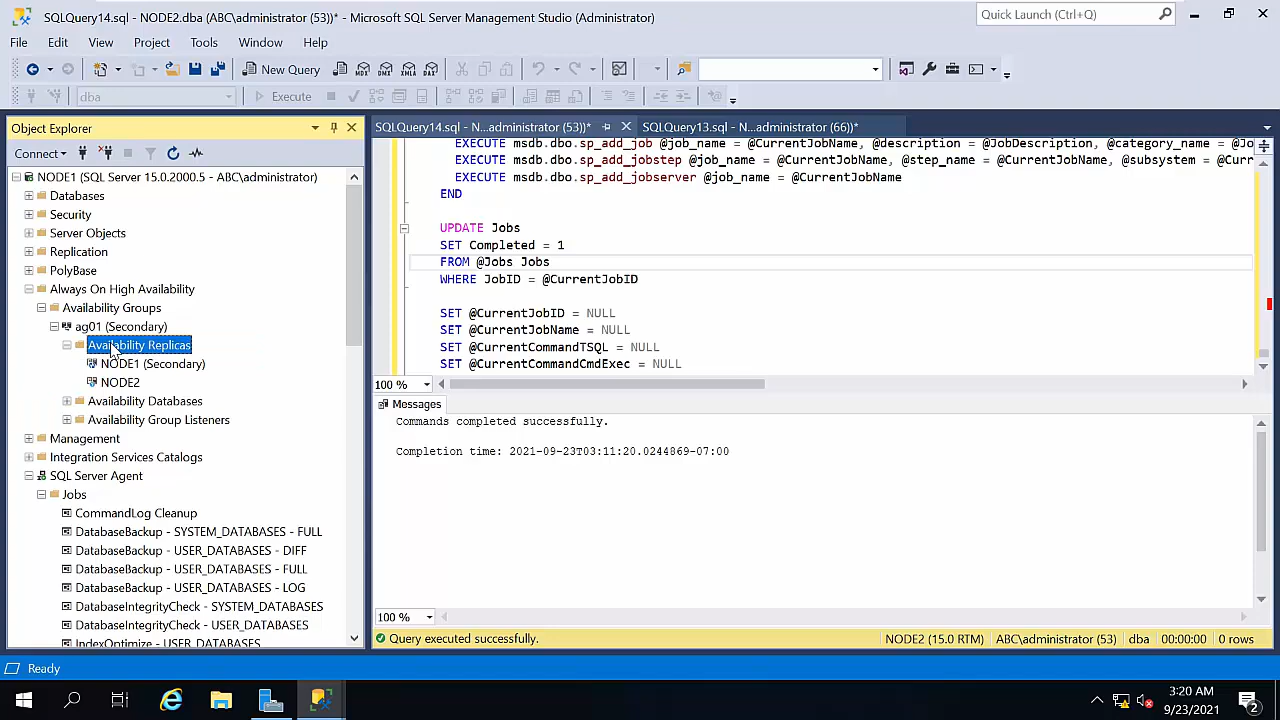 SQLQuery14.sql - NODE2.dba (ABC\administrator (53))* - Microsoft SQL Server Management Studio (Administrator)
Quick Launch (Ctrl+Q)
File Edit View Project Tools Window Help
New Query
MDX DMX XMLA DAX
dba
Execute
Object Explorer
SQLQuery14.sql - N...administrator (53))*
SQLQuery13.sql - N...administrator (66))*
Connect
NODE1 (SQL Server 15.0.2000.5 - ABC\administrator)
Databases
Security
Server Objects
Replication
PolyBase
Always On High Availability
Availability Groups
ag01 (Secondary)
Availability Replicas
NODE1 (Secondary)
NODE2
Availability Databases
Availability Group Listeners
Management
Integration Services Catalogs
SQL Server Agent
Jobs
CommandLog Cleanup
DatabaseBackup - SYSTEM_DATABASES - FULL
DatabaseBackup - USER_DATABASES - DIFF
DatabaseBackup - USER_DATABASES - FULL
DatabaseBackup - USER_DATABASES - LOG
DatabaseIntegrityCheck - SYSTEM_DATABASES
DatabaseIntegrityCheck - USER_DATABASES
IndexOptimize - USER_DATABASES
EXECUTE msdb.dbo.sp_add_job @job_name = @CurrentJobName, @description = @JobDescription, @category_name = @Jo
EXECUTE msdb.dbo.sp_add_jobstep @job_name = @CurrentJobName, @step_name = @CurrentJobName, @subsystem = @Curr
EXECUTE msdb.dbo.sp_add_jobserver @job_name = @CurrentJobName
END
UPDATE Jobs
SET Completed = 1
FROM @Jobs Jobs
WHERE JobID = @CurrentJobID
SET @CurrentJobID = NULL
SET @CurrentJobName = NULL
SET @CurrentCommandTSQL = NULL
SET @CurrentCommandCmdExec = NULL
100 %
Messages
Commands completed successfully.
Completion time: 2021-09-23T03:11:20.0244869-07:00
100 %
Query executed successfully.
NODE2 (15.0 RTM) ABC\administrator (53) dba 00:00:00 0 rows
Ready
3:20 AM
9/23/2021
2